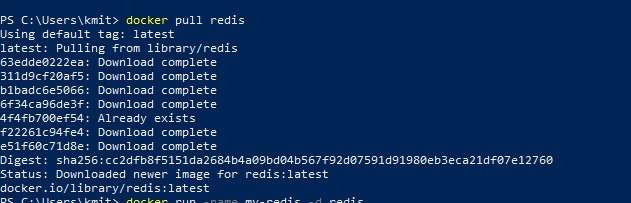 PS C:\Users\kmit> docker pull redis
Using default tag: latest
latest: Pulling from library/redis
63edde0222ea: Download complete
311d9cf20af5: Download complete
b1badc6e5066: Download complete
6f34ca96de3f: Download complete
4f4fb700ef54: Already exists
f22261c94fe4: Download complete
e51f60c71d8e: Download complete
Digest: sha256:cc2dfb8f5151da2684b4a09bd04b567f92d07591d91980eb3eca21df07e12760
Status: Downloaded newer image for redis:latest
docker.io/library/redis:latest
PS C:\Users\kmit> docker run -name my-redis -d redis